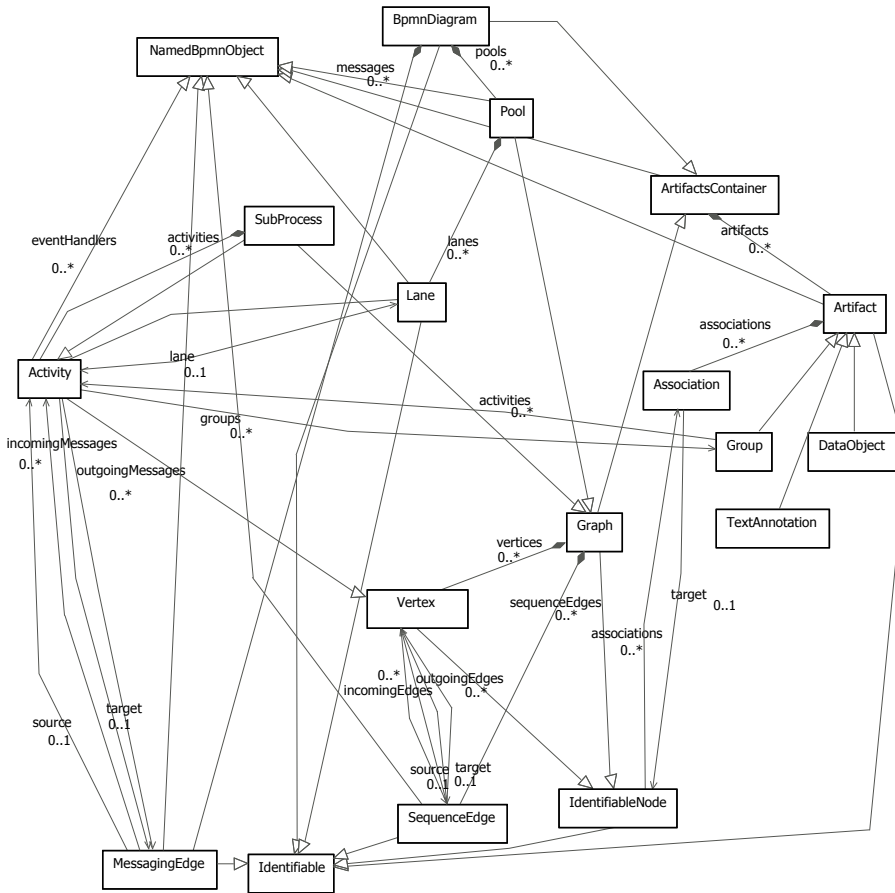 BpmnDiagram
NamedBpmnObject
pools
0..*
messages
0..*
Pool
ArtifactsContainer
SubProcess
artifacts
0..*
eventHandlers
0..*
activities
0..*
lanes
0..*
Lane
Artifact
associations
0..*
lane
0..1
Activity
Association
activities
0..*
groups
0..*
incomingMessages
0..*
outgoingMessages
0..*
Group
DataObject
Graph
TextAnnotation
vertices
0..*
Vertex
sequenceEdges
0..*
target
0..1
associations
0..*
outgoingEdges
0..*
0..*
incomingEdges
source
0..1
target
0..1
source
0..1
target
0..1
SequenceEdge
IdentifiableNode
MessagingEdge
Identifiable